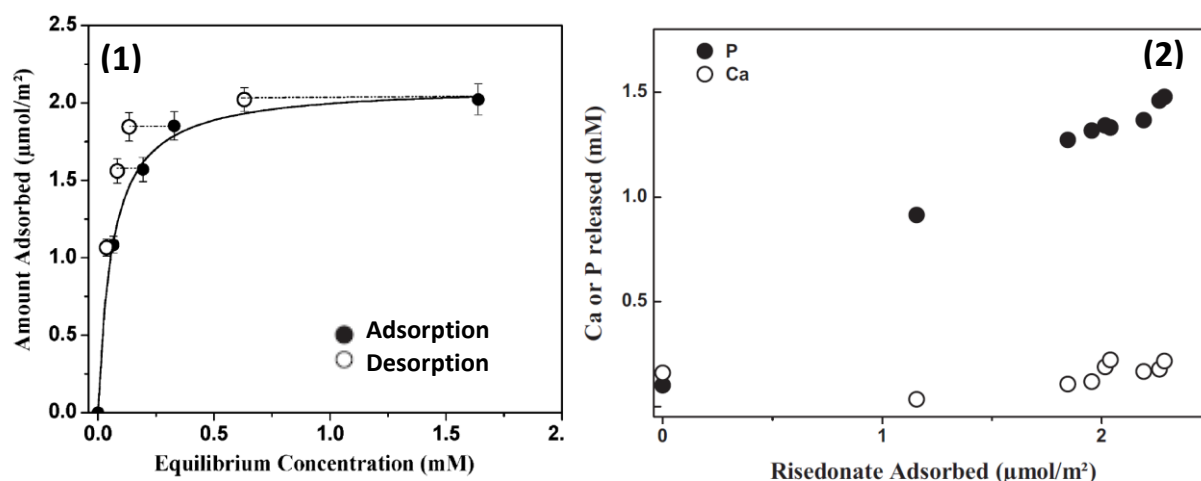 (1)
2.5
2.0
1.5
1.0
0.5
0.0
0.0 0.5 1.0 1.5 2.
Amount Adsorbed (µmol/m²)
Equilibrium Concentration (mM)
Adsorption
Desorption
(2)
P
Ca
1.5
1.0
0.5
0 1 2
Ca or P released (mM)
Risedonate Adsorbed (µmol/m²)